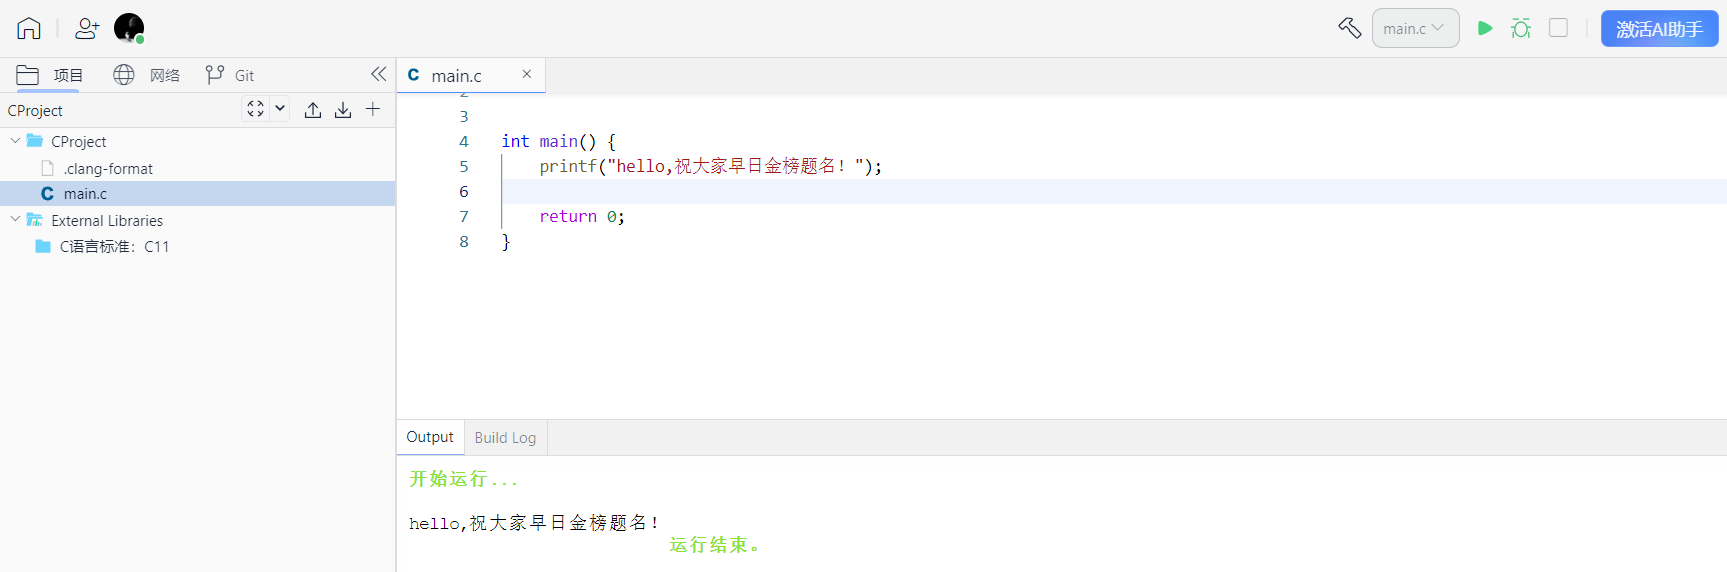 main.c
激活AI助手
项目 网络 Git
main.c
CProject
CProject
.clang-format
main.c
External Libraries
C语言标准：C11
2
3
4 int main() {
5 printf("hello,祝大家早日金榜题名！");
6
7 return 0;
8 }
Output Build Log
开始运行...
hello,祝大家早日金榜题名！
运行结束。